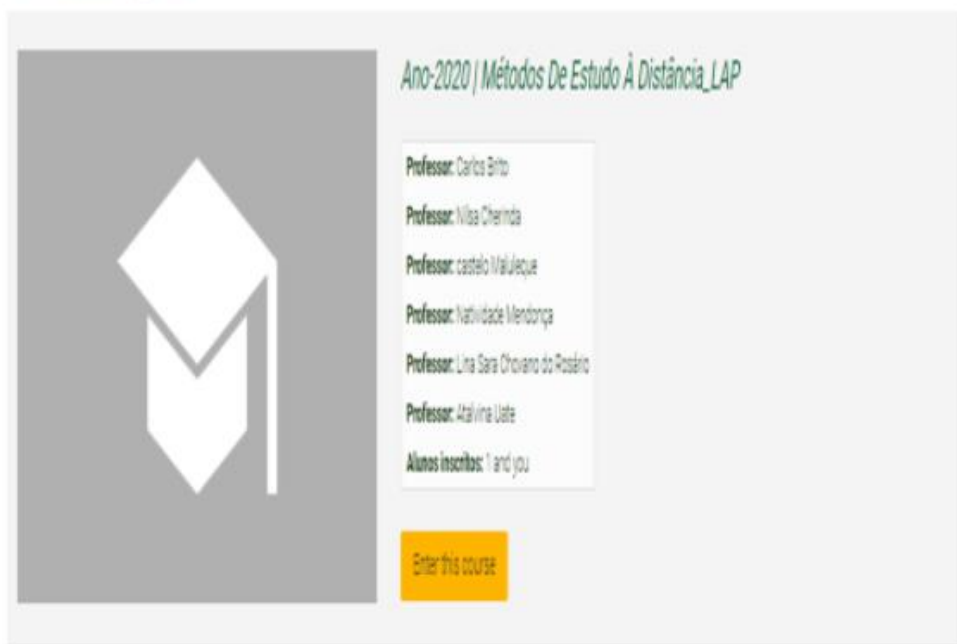 Ano-2020 | Métodos De Estudo À Distância_LAP
Professor: Carlos Brito
Professor: Nilsa Cherinda
Professor: castelo Maluleque
Professor: Natividade Mendonça
Professor: Lina Sara Chovano do Rosário
Professor: Atalvina Uate
Alunos inscritos: 1 and you
Enter this course